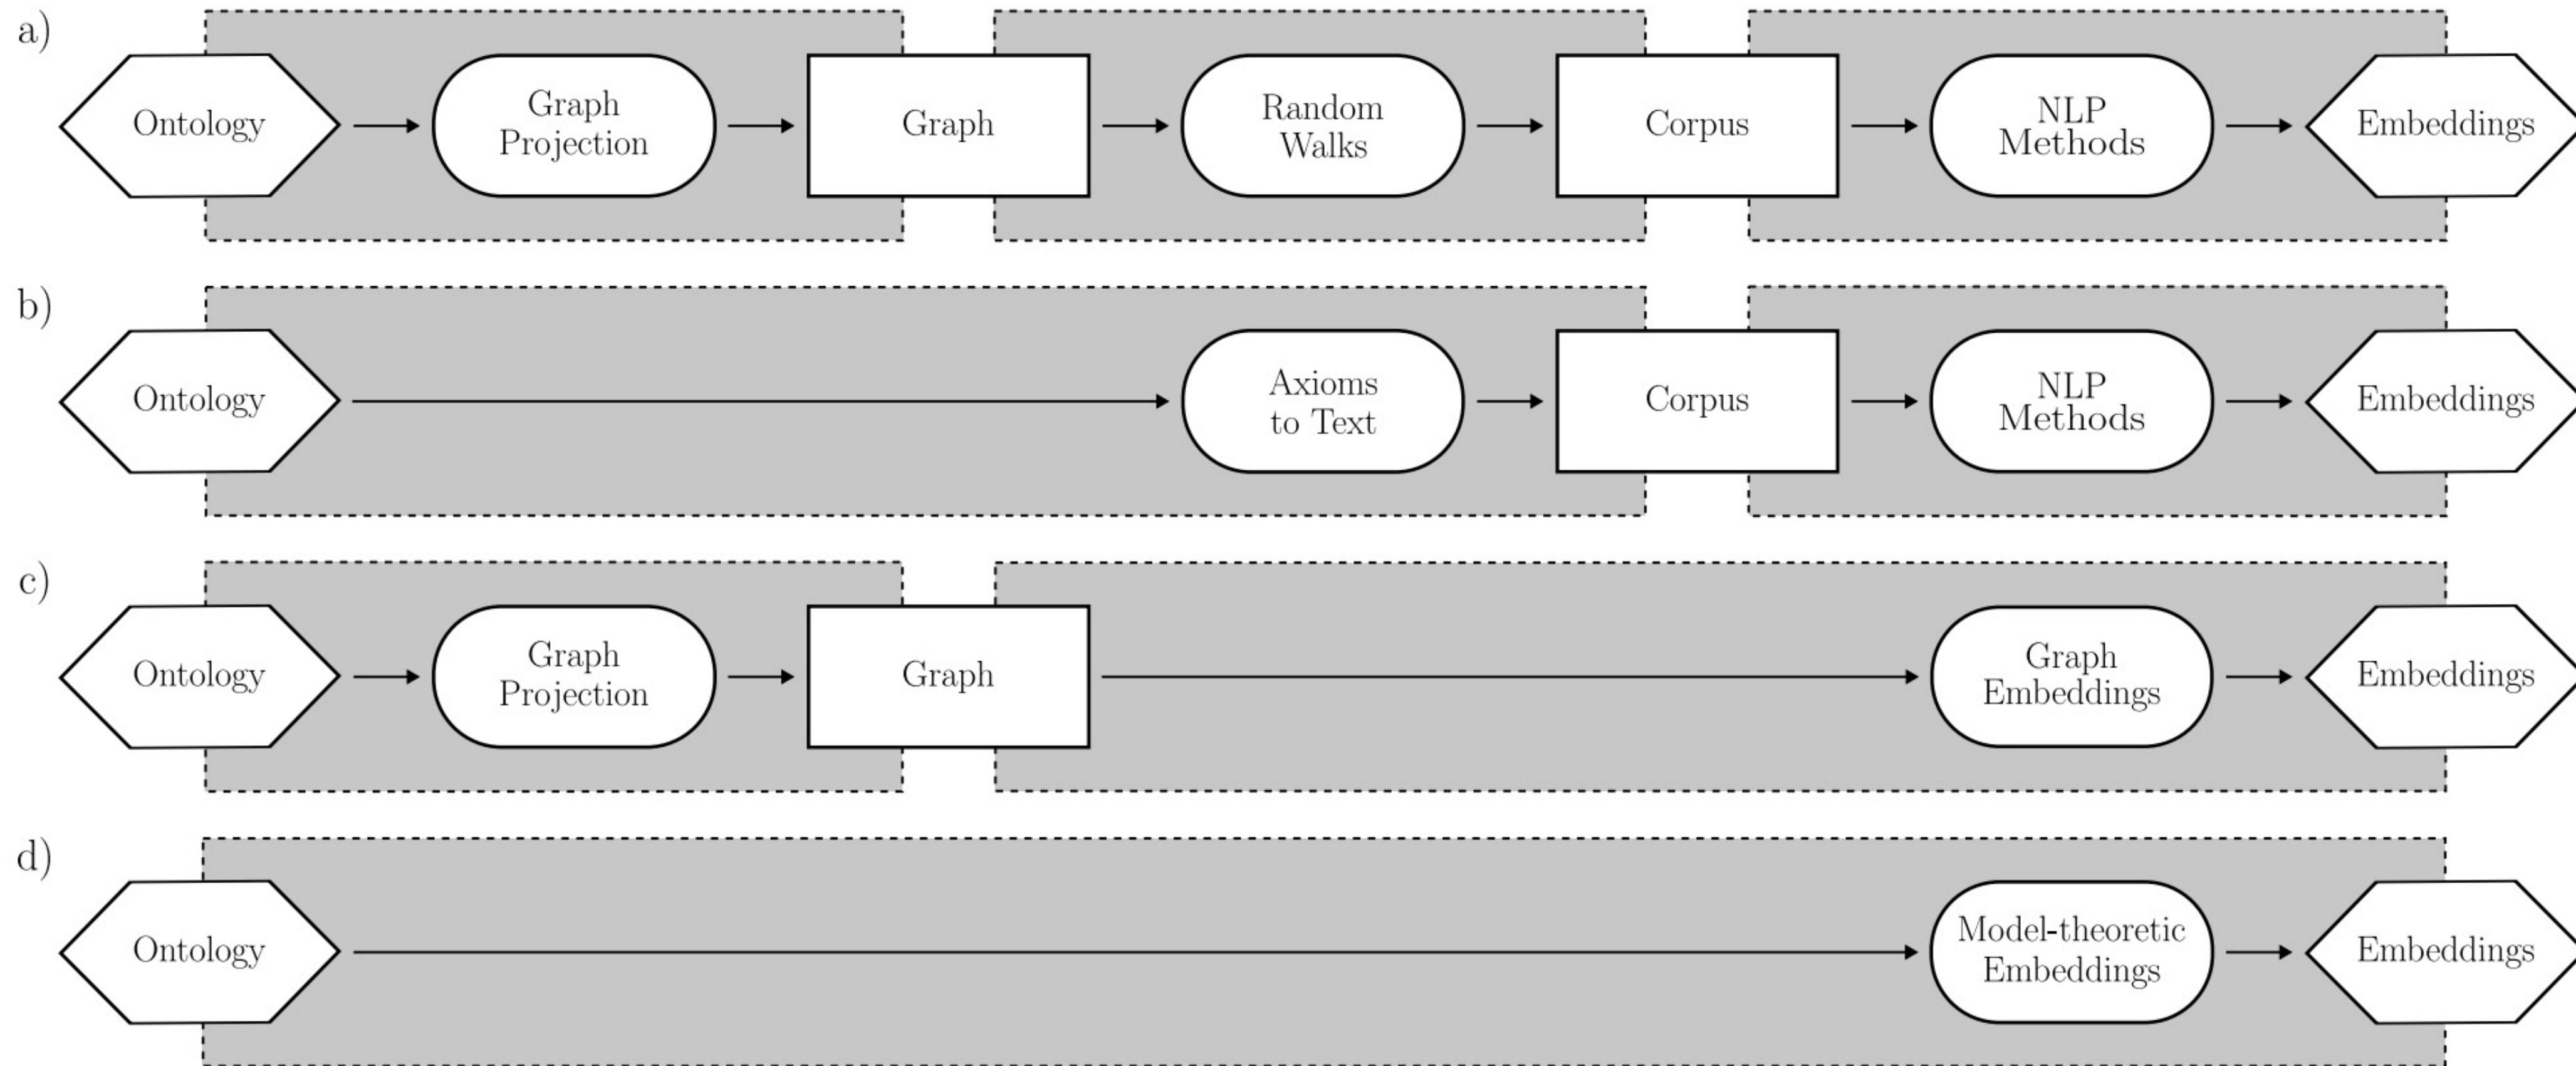 a)
Ontology
Graph
Projection
Graph
Random
Walks
Corpus
NLP
Methods
Embeddings
b)
Ontology
Axioms
to Text
Corpus
NLP
Methods
Embeddings
c)
Ontology
Graph
Projection
Graph
Graph
Embeddings
Embeddings
d)
Ontology
Model-theoretic
Embeddings
Embeddings